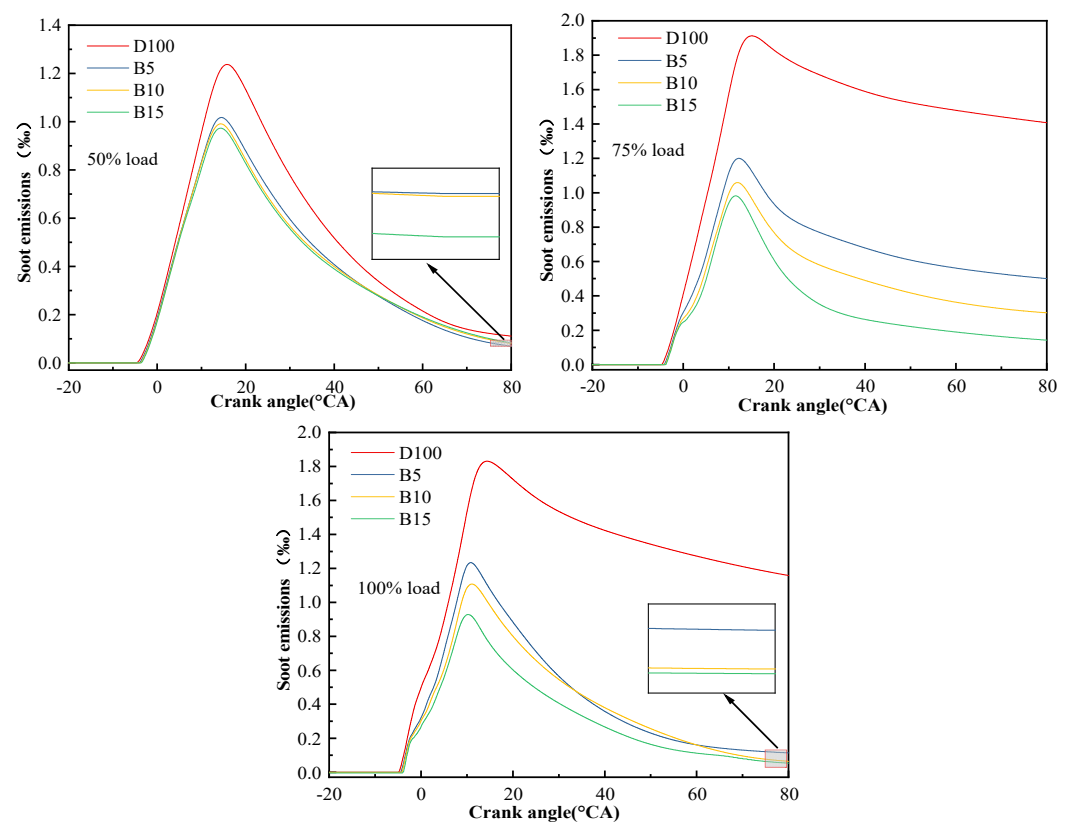 1.4
1.2
1.0
0.8
0.6
0.4
0.2
0.0
Soot emissions（‰）
D100
B5
B10
B15
50% load
-20 0 20 40 60 80
Crank angle(°CA)
2.0
1.8
1.6
1.4
1.2
1.0
0.8
0.6
0.4
0.2
0.0
Soot emissions（‰）
D100
B5
B10
B15
75% load
-20 0 20 40 60 80
Crank angle(°CA)
2.0
1.8
1.6
1.4
1.2
1.0
0.8
0.6
0.4
0.2
0.0
Soot emissions（‰）
D100
B5
B10
B15
100% load
-20 0 20 40 60 80
Crank angle(°CA)